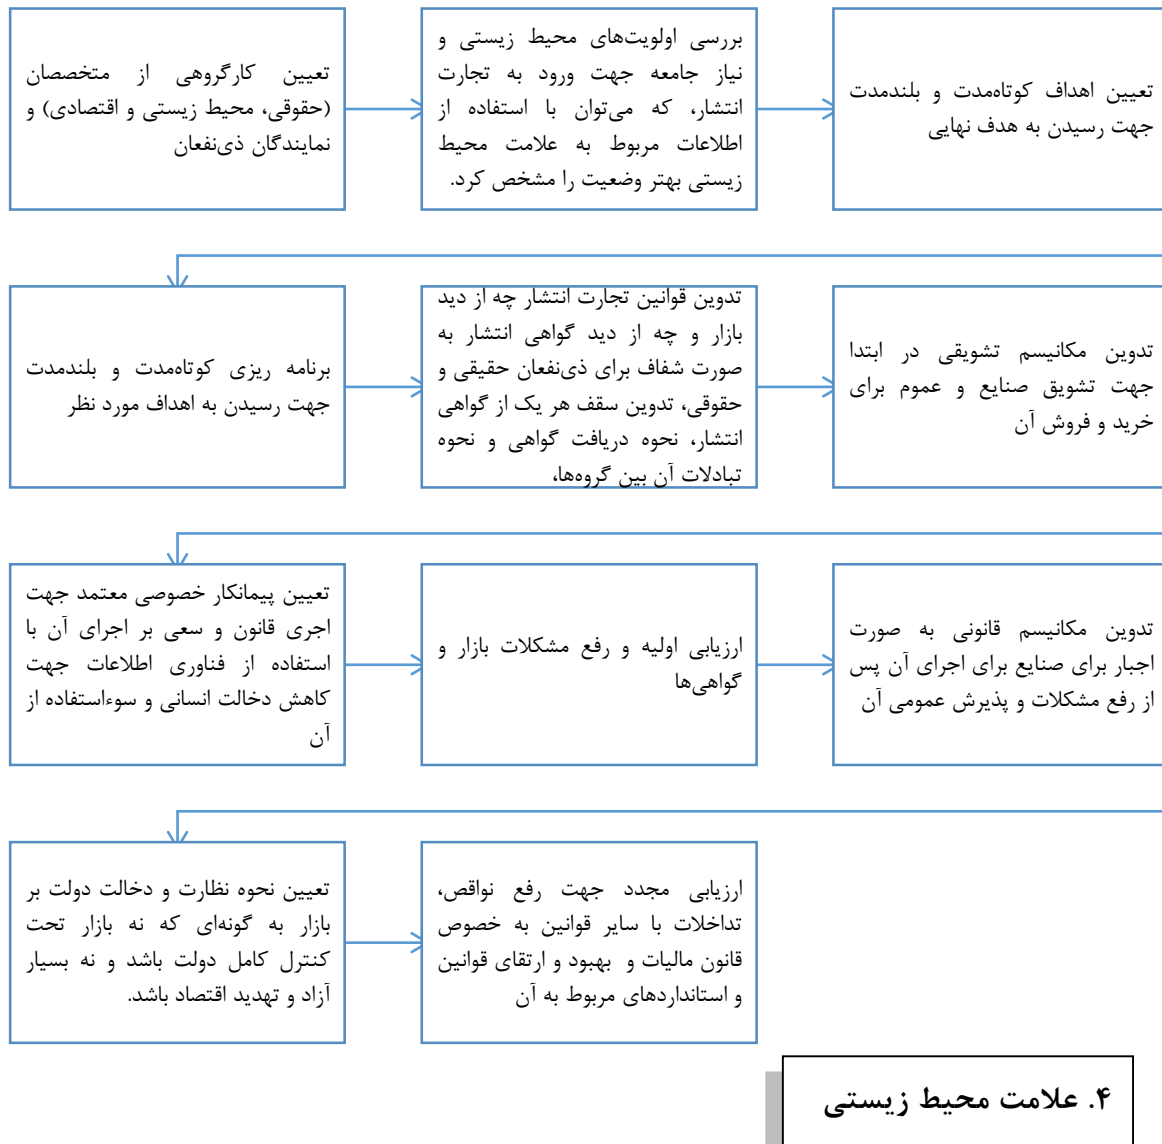 تعیین کارگروهی از متخصصان
(حقوقی، محیط زیستی و اقتصادی) و
نمایندگان ذی‌نفعان
بررسی اولویت‌های محیط زیستی و
نیاز جامعه جهت ورود به تجارت
انتشار، که می‌توان با استفاده از
اطلاعات مربوط به علامت محیط
زیستی بهتر وضعیت را مشخص کرد.
تعیین اهداف کوتاه‌مدت و بلندمدت
جهت رسیدن به هدف نهایی
برنامه ریزی کوتاه‌مدت و بلندمدت
جهت رسیدن به اهداف مورد نظر
تدوین قوانین تجارت انتشار چه از دید
بازار و چه از دید گواهی انتشار به
صورت شفاف برای ذی‌نفعان حقیقی و
حقوقی، تدوین سقف هر یک از گواهی
انتشار، نحوه دریافت گواهی و نحوه
تبادلات آن بین گروه‌ها،
تدوین مکانیسم تشویقی در ابتدا
جهت تشویق صنایع و عموم برای
خرید و فروش آن
تعیین پیمانکار خصوصی معتمد جهت
اجری قانون و سعی بر اجرای آن با
استفاده از فناوری اطلاعات جهت
کاهش دخالت انسانی و سوءاستفاده از
آن
ارزیابی اولیه و رفع مشکلات بازار و
گواهی‌ها
تدوین مکانیسم قانونی به صورت
اجبار برای صنایع برای اجرای آن پس
از رفع مشکلات و پذیرش عمومی آن
تعیین نحوه نظارت و دخالت دولت بر
بازار به گونه‌ای که نه بازار تحت
کنترل کامل دولت باشد و نه بسیار
آزاد و تهدید اقتصاد باشد.
ارزیابی مجدد جهت رفع نواقص،
تداخلات با سایر قوانین به خصوص
قانون مالیات و بهبود و ارتقای قوانین
و استانداردهای مربوط به آن
۴. علامت محیط زیستی